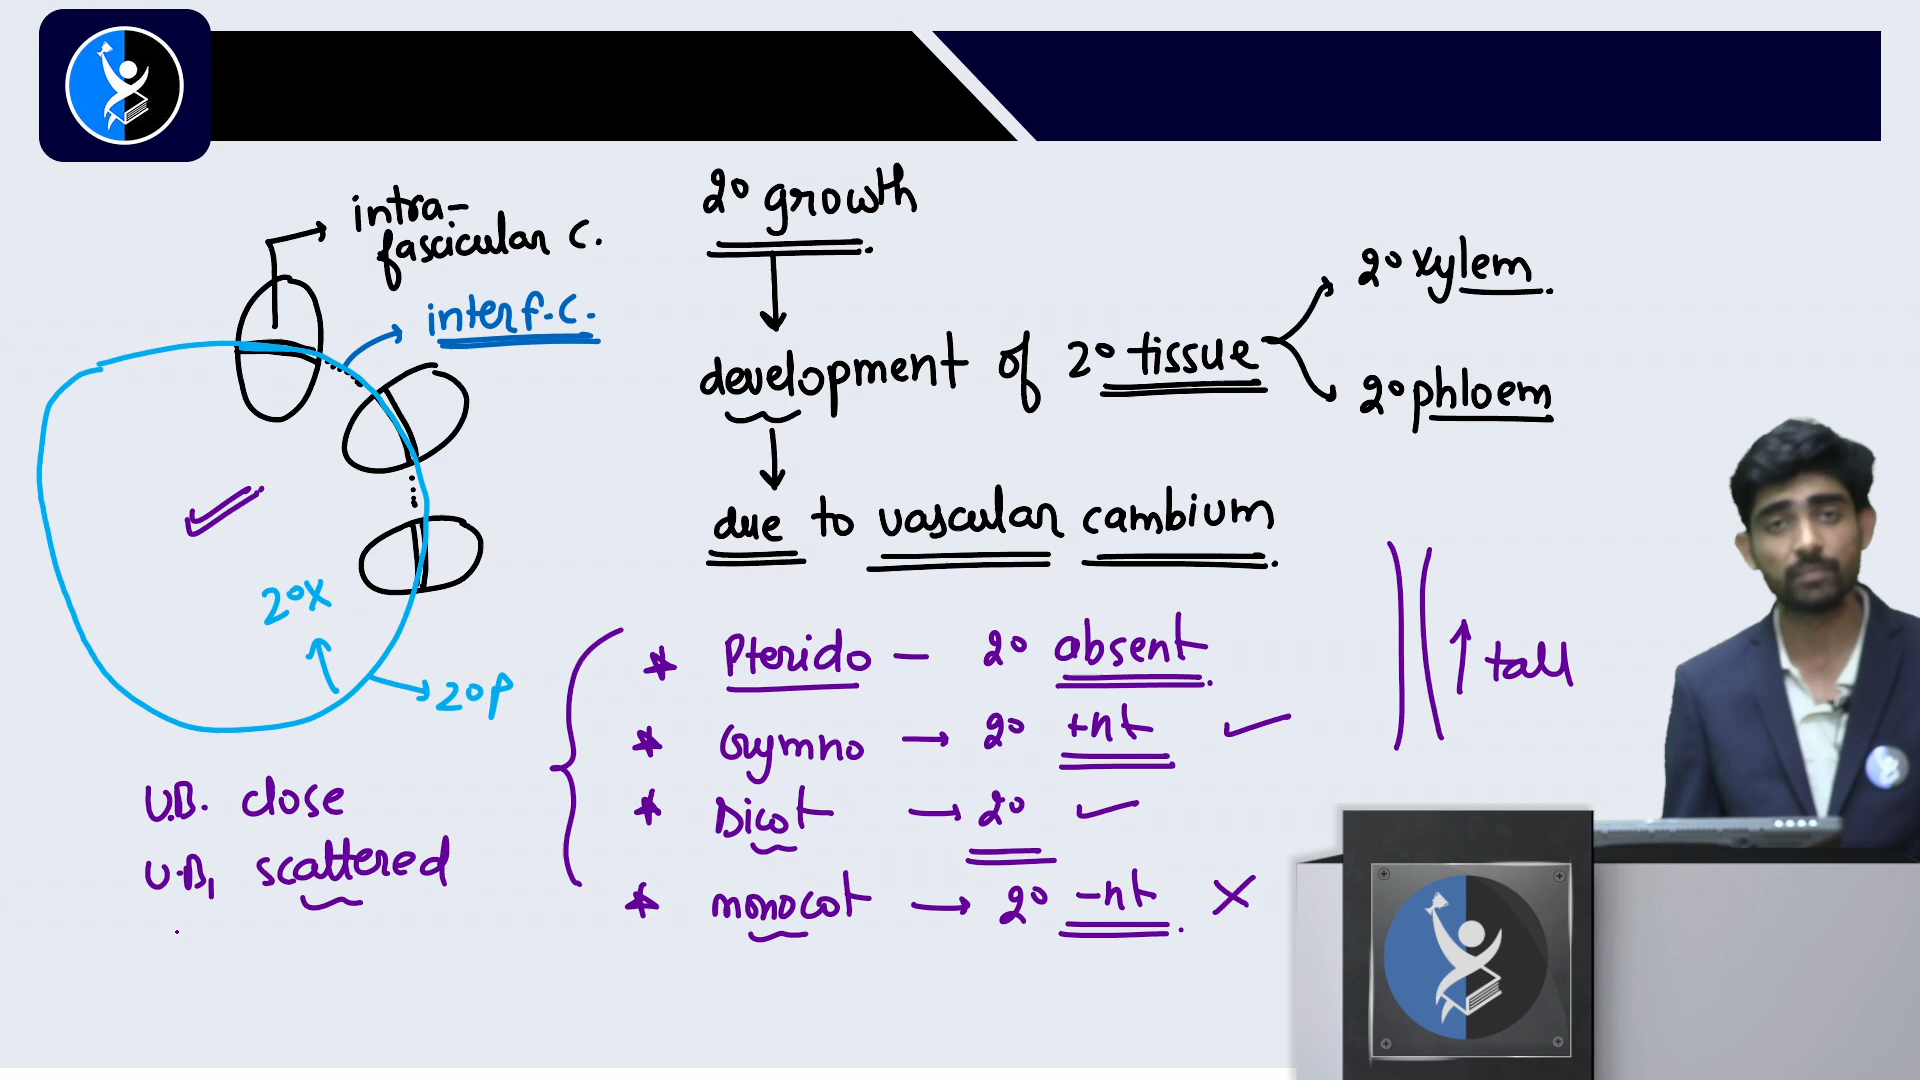 intra-
fascicular c.
interf.c.
2° growth
development of 2° tissue
2° xylem.
2° phloem
due to vascular cambium.
2°X
2°P
* Pterido - 2° absent.
* Gymno → 2° +nt ✓
* Dicot → 2° ✓
* monocot → 2° -nt. X
↑ tall
V.B. close
V.B, scattered